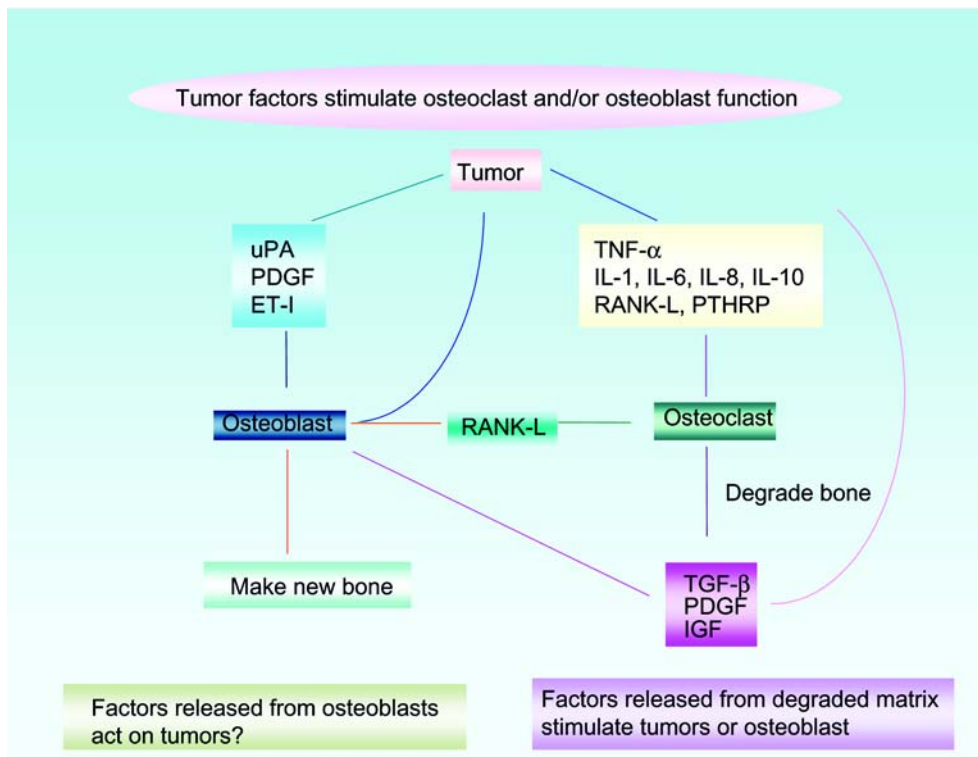 Tumor factors stimulate osteoclast and/or osteoblast function
Tumor
uPA
PDGF
ET-I
TNF-α
IL-1, IL-6, IL-8, IL-10
RANK-L, PTHRP
Osteoblast
RANK-L
Osteoclast
Degrade bone
Make new bone
TGF-β
PDGF
IGF
Factors released from osteoblasts
act on tumors?
Factors released from degraded matrix
stimulate tumors or osteoblast